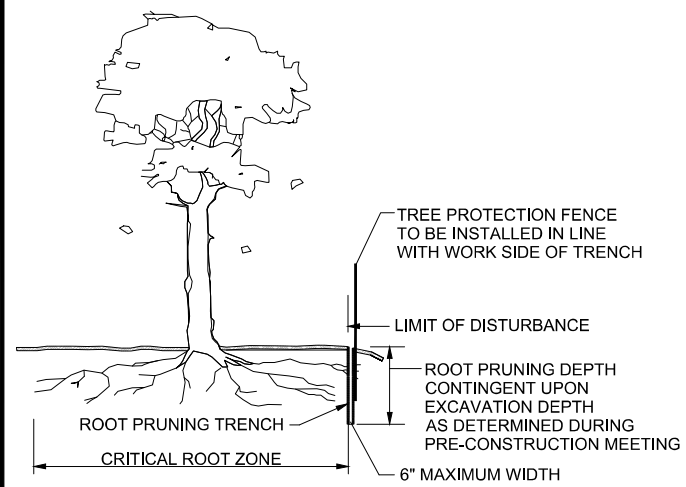 TREE PROTECTION FENCE
TO BE INSTALLED IN LINE
WITH WORK SIDE OF TRENCH
LIMIT OF DISTURBANCE
ROOT PRUNING DEPTH
CONTINGENT UPON
EXCAVATION DEPTH
AS DETERMINED DURING
PRE-CONSTRUCTION MEETING
ROOT PRUNING TRENCH
CRITICAL ROOT ZONE
6" MAXIMUM WIDTH